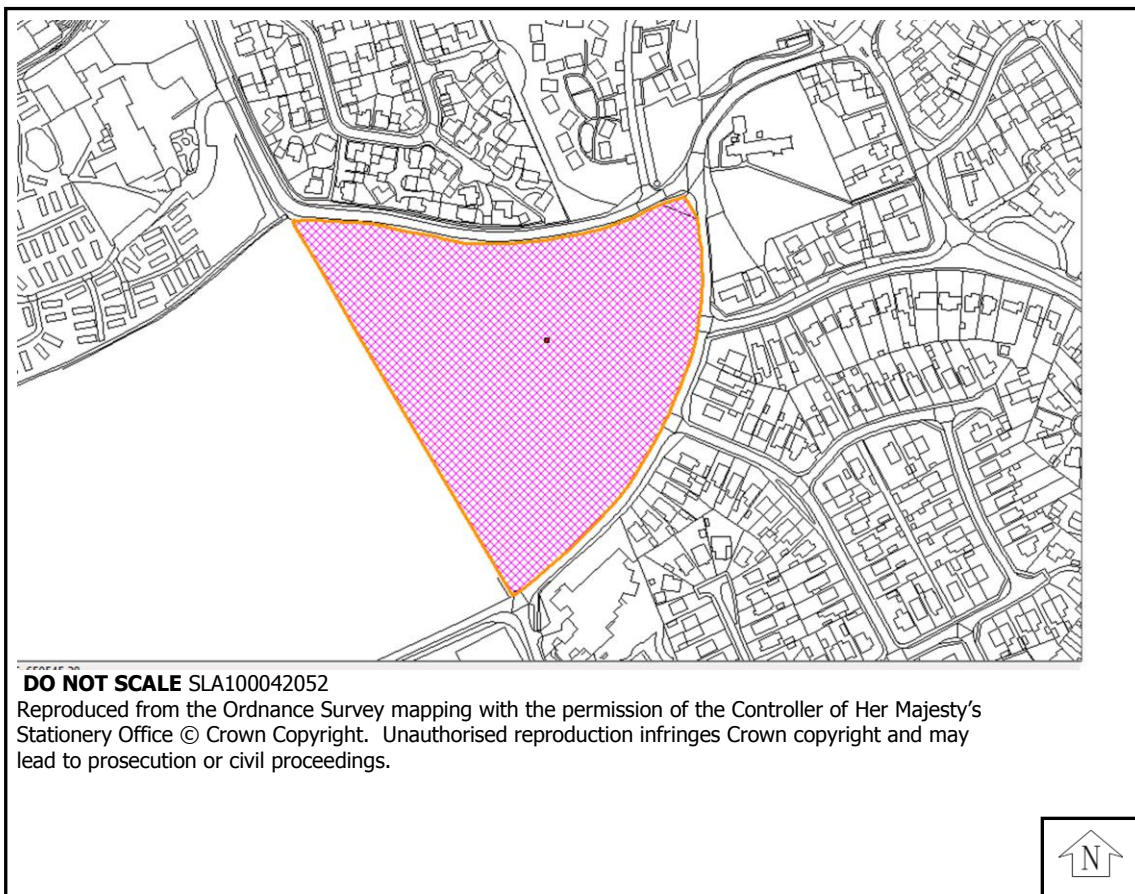 DO NOT SCALE SLA100042052
Reproduced from the Ordnance Survey mapping with the permission of the Controller of Her Majesty's
Stationery Office © Crown Copyright. Unauthorised reproduction infringes Crown copyright and may
lead to prosecution or civil proceedings.
N